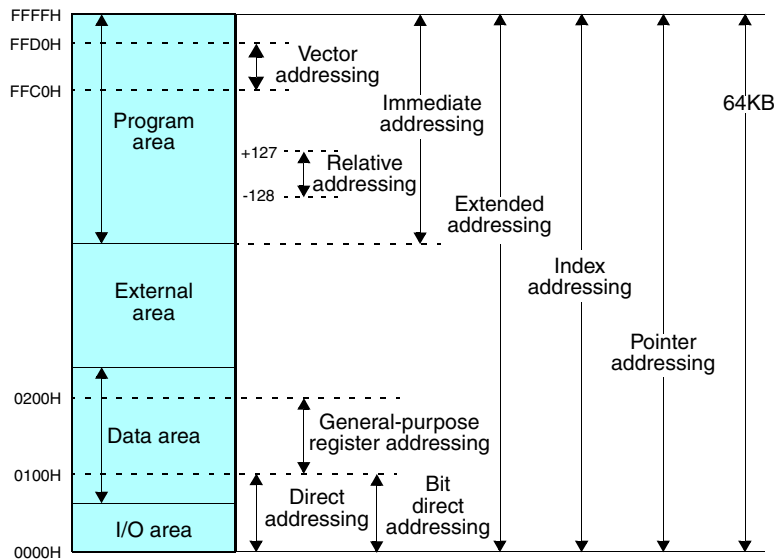 FFFFH
FFD0H
Vector
addressing
FFC0H
Immediate
addressing
64KB
Program
area
+127
Relative
addressing
-128
Extended
addressing
External
area
Index
addressing
Pointer
addressing
0200H
General-purpose
register addressing
Data area
0100H
Direct
addressing
Bit
direct
addressing
I/O area
0000H